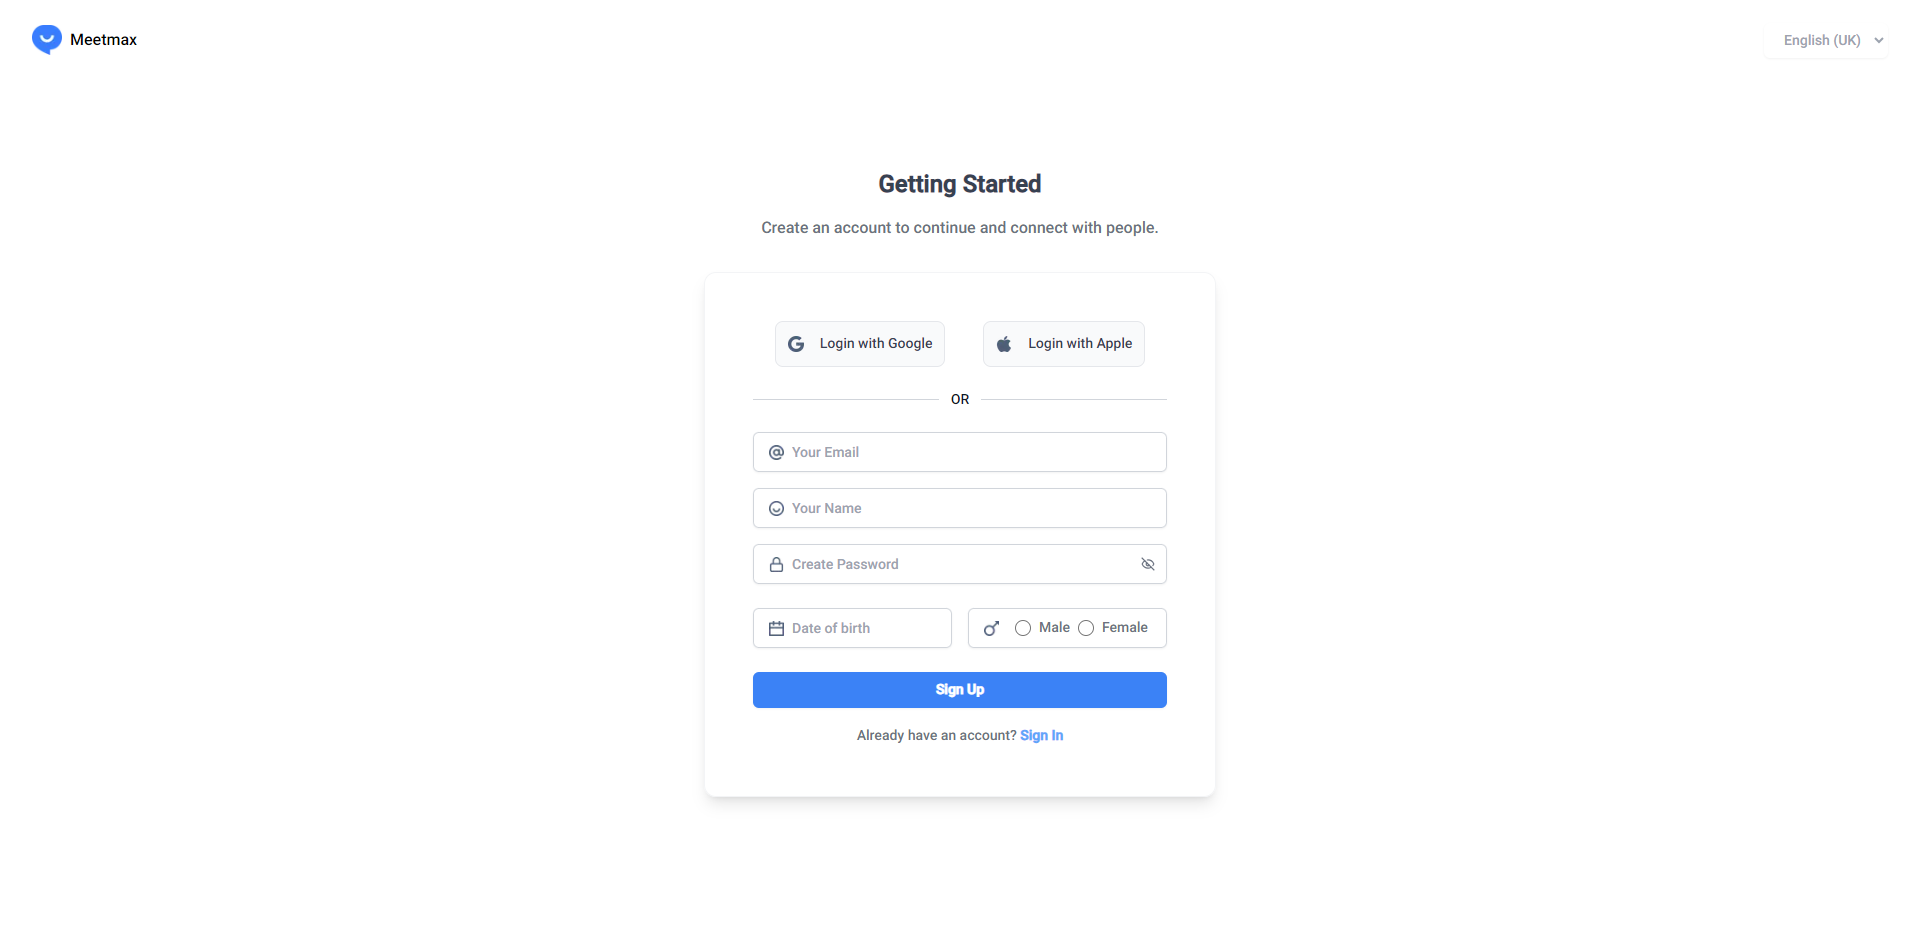 Meetmax
English (UK)
Getting Started
Create an account to continue and connect with people.
Login with Google
Login with Apple
OR
Your Email
Your Name
Create Password
Date of birth
Male Female
Sign Up
Already have an account? Sign In